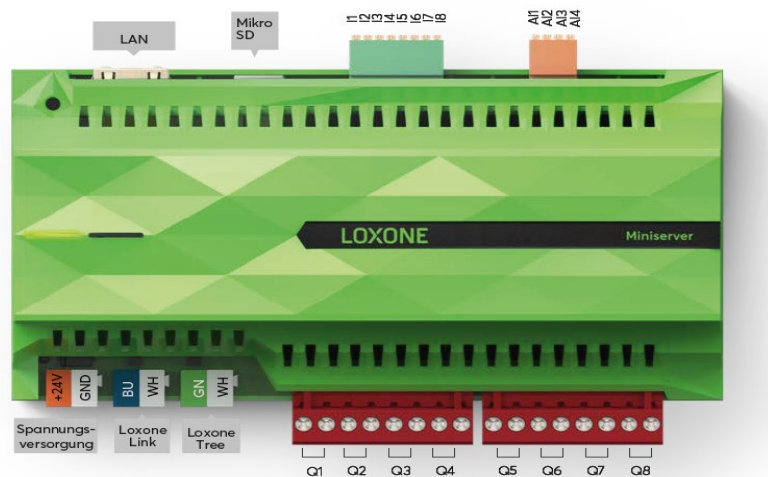 LAN
Mikro
SD
I1
I2
I3
I4
I5
I6
I7
I8
AI1
AI2
AI3
AI4
LOXONE
Miniserver
+24V
GND
BU
WH
GN
WH
Spannungs-
versorgung
Loxone
Link
Loxone
Tree
Q1 Q2 Q3 Q4 Q5 Q6 Q7 Q8